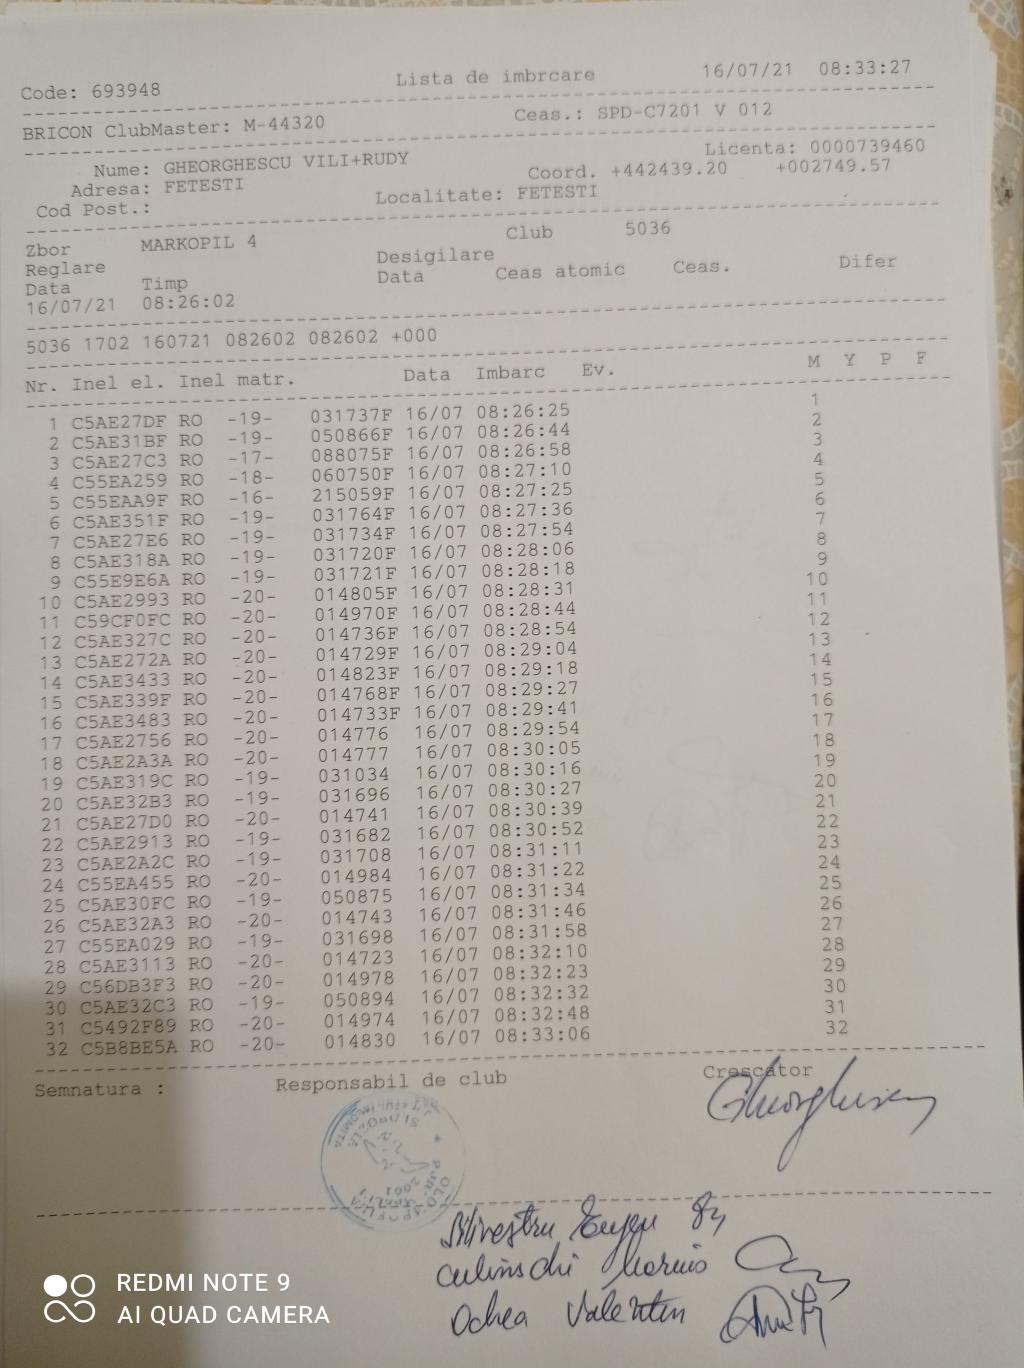 Lista de imbrcare 16/07/21 08:33:27
Code: 693948
BRICON ClubMaster: M-44320 Ceas.: SPD-C7201 V 012
Nume: GHEORGHESCU VILI+RUDY Licenta: 0000739460
Adresa: FETESTI Coord. +442439.20 +002749.57
Cod Post.: Localitate: FETESTI
Zbor MARKOPIL 4 Club 5036
Reglare Desigilare
Data Timp Data Ceas atomic Ceas. Difer
16/07/21 08:26:02
5036 1702 160721 082602 082602 +000
Nr. Inel el. Inel matr. Data Imbarc Ev. M Y P F
1 C5AE27DF RO -19- 031737F 16/07 08:26:25 1
2 C5AE31BF RO -19- 050866F 16/07 08:26:44 2
3 C5AE27C3 RO -17- 088075F 16/07 08:26:58 3
4 C55EA259 RO -18- 060750F 16/07 08:27:10 4
5 C55EAA9F RO -16- 215059F 16/07 08:27:25 5
6 C5AE351F RO -19- 031764F 16/07 08:27:36 6
7 C5AE27E6 RO -19- 031734F 16/07 08:27:54 7
8 C5AE318A RO -19- 031720F 16/07 08:28:06 8
9 C55E9E6A RO -19- 031721F 16/07 08:28:18 9
10 C5AE2993 RO -20- 014805F 16/07 08:28:31 10
11 C59CF0FC RO -20- 014970F 16/07 08:28:44 11
12 C5AE327C RO -20- 014736F 16/07 08:28:54 12
13 C5AE272A RO -20- 014729F 16/07 08:29:04 13
14 C5AE3433 RO -20- 014823F 16/07 08:29:18 14
15 C5AE339F RO -20- 014768F 16/07 08:29:27 15
16 C5AE3483 RO -20- 014733F 16/07 08:29:41 16
17 C5AE2756 RO -20- 014776 16/07 08:29:54 17
18 C5AE2A3A RO -20- 014777 16/07 08:30:05 18
19 C5AE319C RO -19- 031034 16/07 08:30:16 19
20 C5AE32B3 RO -19- 031696 16/07 08:30:27 20
21 C5AE27D0 RO -20- 014741 16/07 08:30:39 21
22 C5AE2913 RO -19- 031682 16/07 08:30:52 22
23 C5AE2A2C RO -19- 031708 16/07 08:31:11 23
24 C55EA455 RO -20- 014984 16/07 08:31:22 24
25 C5AE30FC RO -19- 050875 16/07 08:31:34 25
26 C5AE32A3 RO -20- 014743 16/07 08:31:46 26
27 C55EA029 RO -19- 031698 16/07 08:31:58 27
28 C5AE3113 RO -20- 014723 16/07 08:32:10 28
29 C56DB3F3 RO -20- 014978 16/07 08:32:23 29
30 C5AE32C3 RO -19- 050894 16/07 08:32:32 30
31 C5492F89 RO -20- 014974 16/07 08:32:48 31
32 C5B8BE5A RO -20- 014830 16/07 08:33:06 32
Semnatura : Responsabil de club Crescator
2001
Ochea Valentin
REDMI NOTE 9
AI QUAD CAMERA